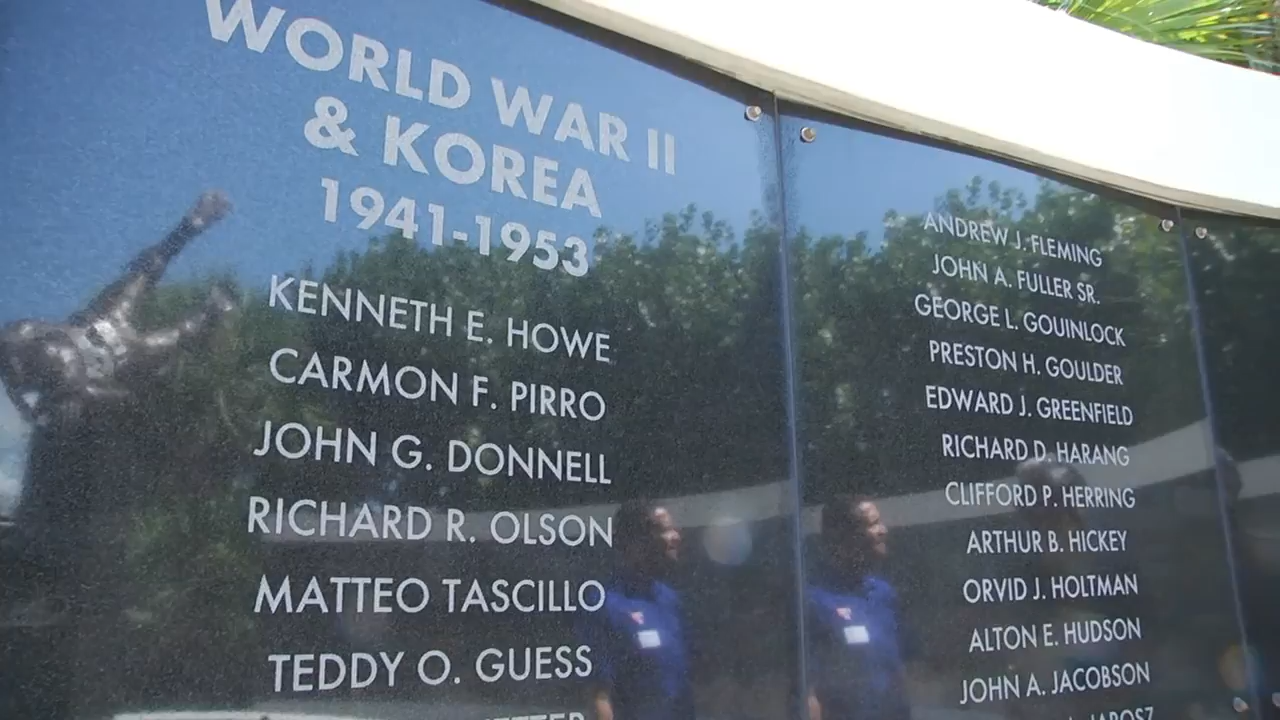 WORLD WAR II
& KOREA
1941-1953
KENNETH E. HOWE
CARMON F. PIRRO
JOHN G. DONNELL
RICHARD R. OLSON
MATTEO TASCILLO
TEDDY O. GUESS
ANDREW J. FLEMING
JOHN A. FULLER SR.
GEORGE L. GOUINLOCK
PRESTON H. GOULDER
EDWARD J. GREENFIELD
RICHARD D. HARANG
CLIFFORD P. HERRING
ARTHUR B. HICKEY
ORVID J. HOLTMAN
ALTON E. HUDSON
JOHN A. JACOBSON